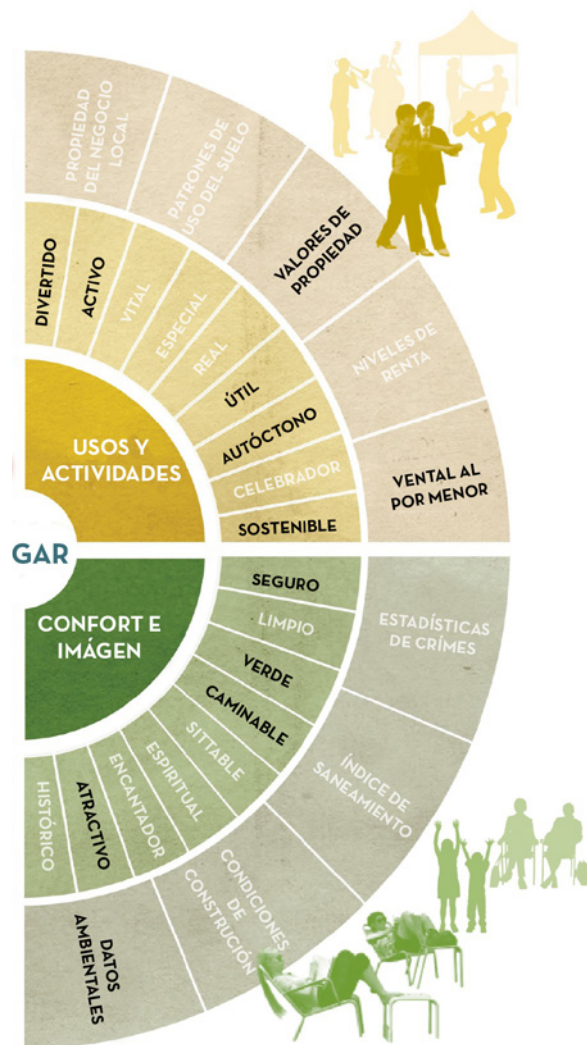 PROPIEDAD
DEL NEGOCIO
LOCAL
PATRONES DE
USO DEL SUELO
VALORES DE
PROPIEDAD
NIVELES DE
RENTA
VENTAL AL
POR MENOR
DIVERTIDO
ACTIVO
VITAL
ESPECIAL
REAL
ÚTIL
AUTÓCTONO
CELEBRADOR
SOSTENIBLE
USOS Y
ACTIVIDADES
GAR
CONFORT E
IMÁGEN
SEGURO
LIMPIO
VERDE
CAMINABLE
SITTABLE
ESPIRITUAL
ENCANTADOR
ATRACTIVO
HISTÓRICO
ESTADÍSTICAS
DE CRÍMES
ÍNDICE DE
SANEAMIENTO
CONDICIONES
DE
CONSTRUCIÓN
DATOS
AMBIENTALES